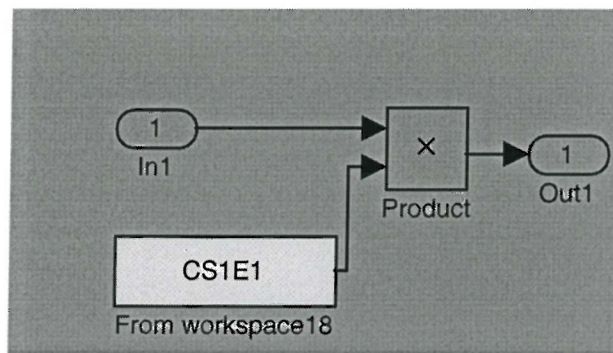 1
In1
×
Product
1
Out1
CS1E1
From workspace18